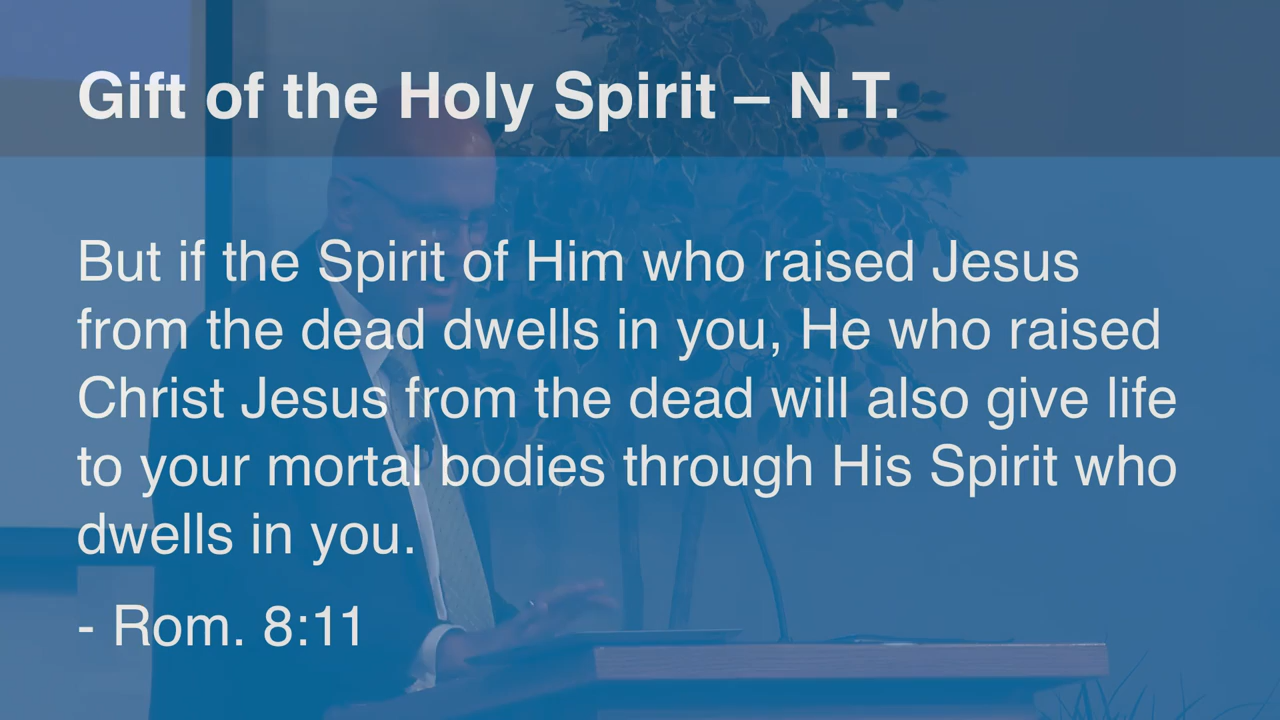 Gift of the Holy Spirit – N.T.
But if the Spirit of Him who raised Jesus
from the dead dwells in you, He who raised
Christ Jesus from the dead will also give life
to your mortal bodies through His Spirit who
dwells in you.
- Rom. 8:11